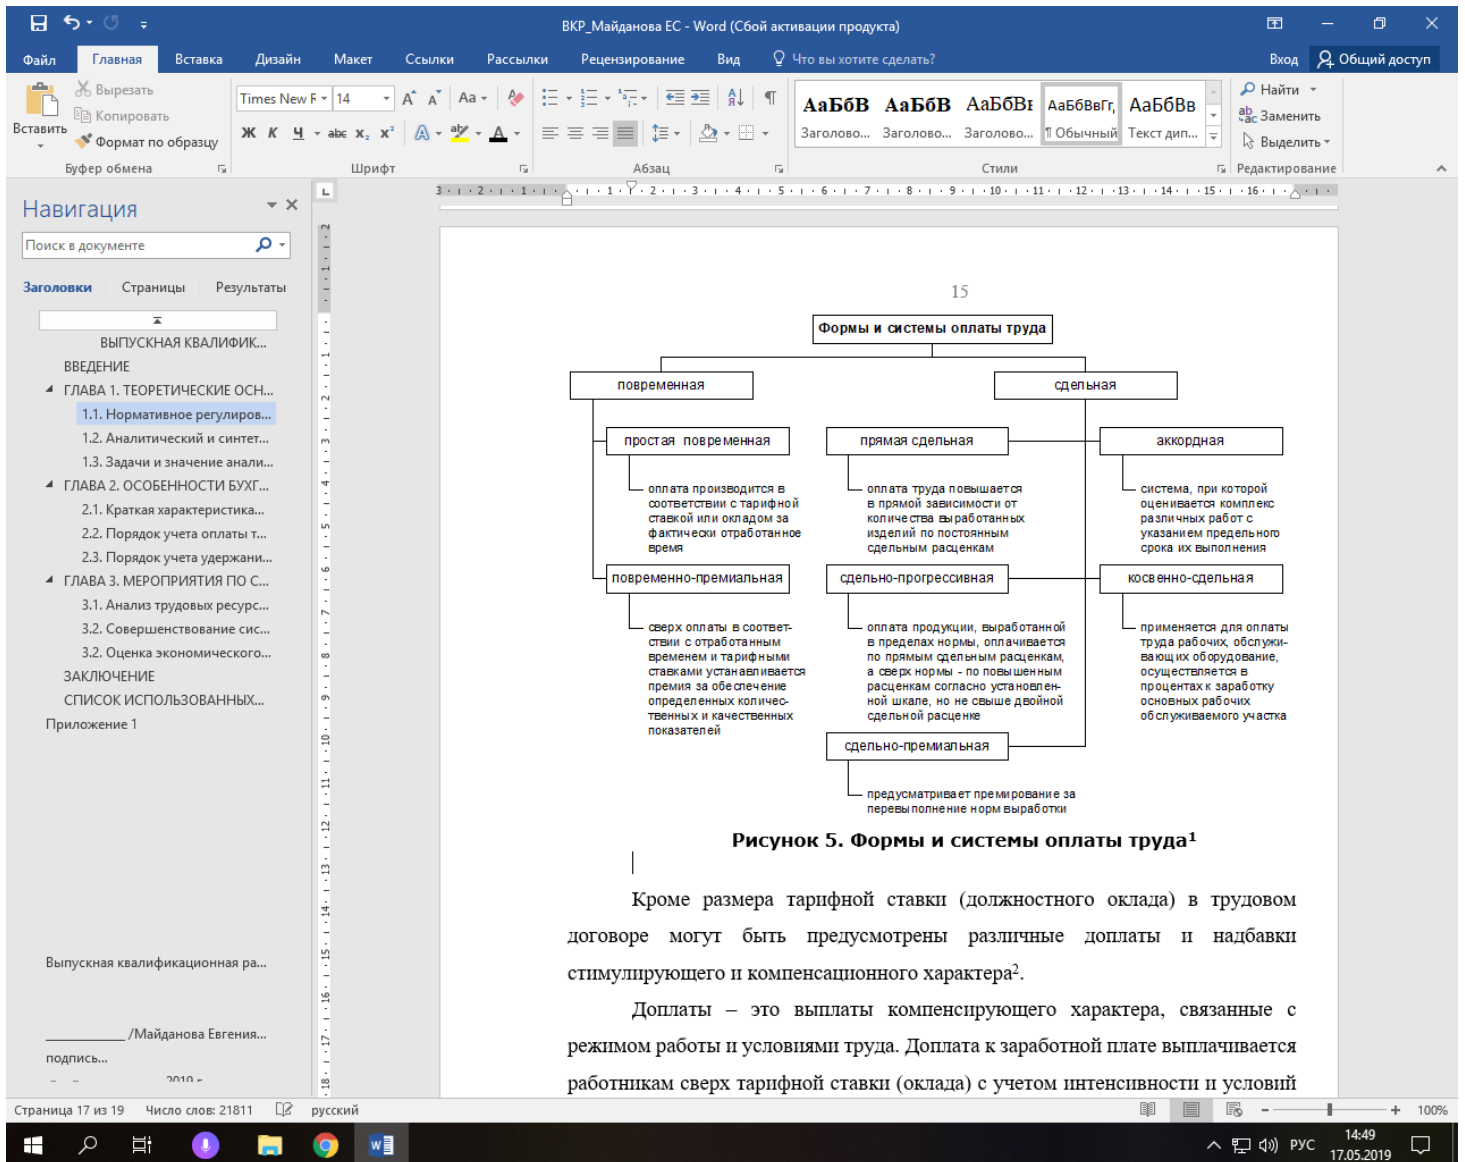 ВКР_Майданова ЕС - Word (Сбой активации продукта)
Файл Главная Вставка Дизайн Макет Ссылки Рассылки Рецензирование Вид Что вы хотите сделать? Вход Общий доступ
Вставить
Вырезать
Копировать
Формат по образцу
Буфер обмена
Times New F 14
Ж К Ч abc x₂ x²
Шрифт
Абзац
АаБбВ АаБбВ АаБбВı АаБбВвГг, АаБбВв
Заголово... Заголово... Заголово... ¶ Обычный Текст дип...
Стили
Найти
Заменить
Выделить
Редактирование
Навигация
Поиск в документе
Заголовки Страницы Результаты
ВЫПУСКНАЯ КВАЛИФИК...
ВВЕДЕНИЕ
ГЛАВА 1. ТЕОРЕТИЧЕСКИЕ ОСН...
1.1. Нормативное регулиров...
1.2. Аналитический и синтет...
1.3. Задачи и значение анали...
ГЛАВА 2. ОСОБЕННОСТИ БУХГ...
2.1. Краткая характеристика...
2.2. Порядок учета оплаты т...
2.3. Порядок учета удержани...
ГЛАВА 3. МЕРОПРИЯТИЯ ПО С...
3.1. Анализ трудовых ресурс...
3.2. Совершенствование сис...
3.2. Оценка экономического...
ЗАКЛЮЧЕНИЕ
СПИСОК ИСПОЛЬЗОВАННЫХ...
Приложение 1
Выпускная квалификационная ра...
____________ /Майданова Евгения...
подпись...
15
Формы и системы оплаты труда
повременная
сдельная
простая повременная
прямая сдельная
аккордная
оплата производится в
соответствии с тарифной
ставкой или окладом за
фактически отработанное
время
оплата труда повышается
в прямой зависимости от
количества выработанных
изделий по постоянным
сдельным расценкам
система, при которой
оценивается комплекс
различных работ с
указанием предельного
срока их выполнения
повременно-премиальная
сдельно-прогрессивная
косвенно-сдельная
сверх оплаты в соответ-
ствии с отработанным
временем и тарифными
ставками устанавливается
премия за обеспечение
определенных количес-
твенных и качественных
показателей
оплата продукции, выработанной
в пределах нормы, оплачивается
по прямым сдельным расценкам,
а сверх нормы - по повышенным
расценкам согласно установлен-
ной шкале, но не свыше двойной
сдельной расценке
применяется для оплаты
труда рабочих, обслужи-
вающих оборудование,
осуществляется в
процентах к заработку
основных рабочих
обслуживаемого участка
сдельно-премиальная
предусматривает премирование за
перевыполнение норм выработки
Рисунок 5. Формы и системы оплаты труда¹
Кроме размера тарифной ставки (должностного оклада) в трудовом
договоре могут быть предусмотрены различные доплаты и надбавки
стимулирующего и компенсационного характера².
Доплаты – это выплаты компенсирующего характера, связанные с
режимом работы и условиями труда. Доплата к заработной плате выплачивается
работникам сверх тарифной ставки (оклада) с учетом интенсивности и условий
Страница 17 из 19 Число слов: 21811 русский 100%
РУС 14:49
17.05.2019